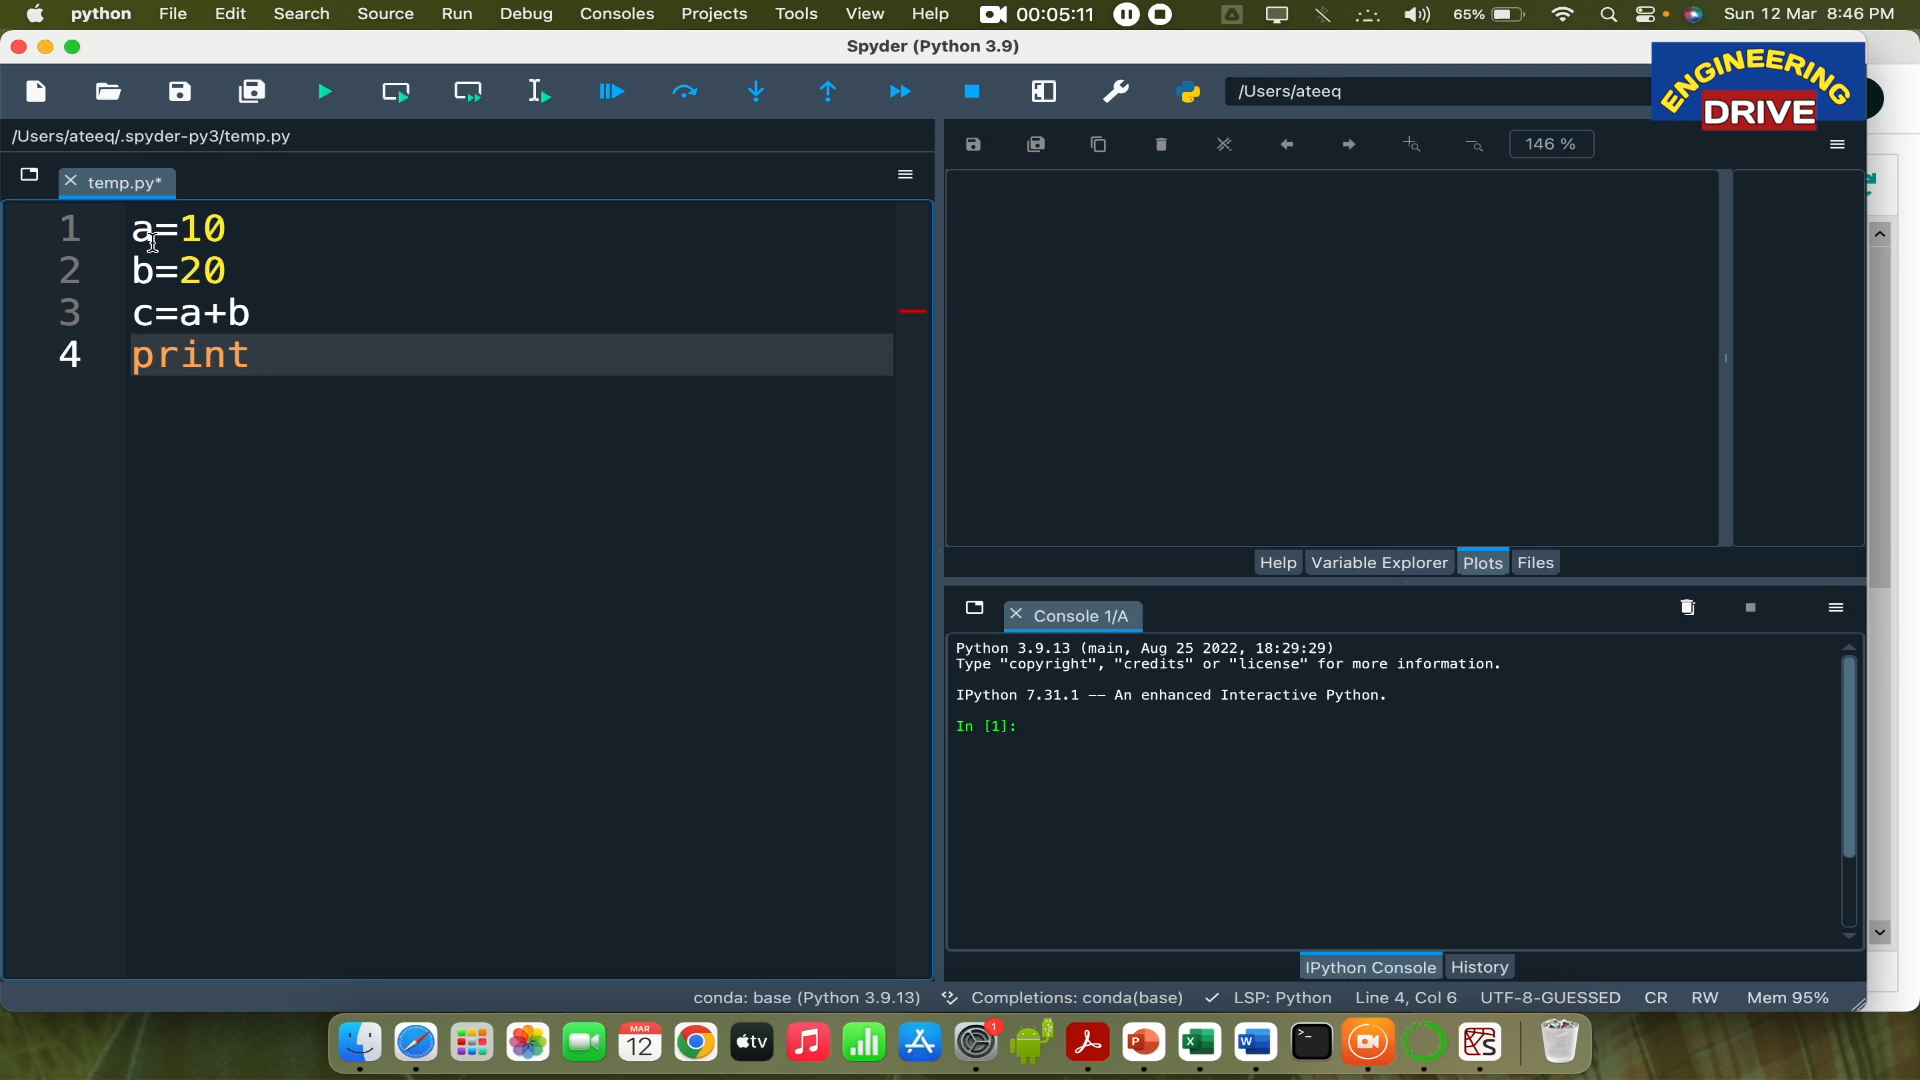 python File Edit Search Source Run Debug Consoles Projects Tools View Help 00:05:11 65% Sun 12 Mar 8:46 PM
Spyder (Python 3.9)
ENGINEERING
DRIVE
/Users/ateeq
/Users/ateeq/.spyder-py3/temp.py
146 %
temp.py*
1 a=10
2 b=20
3 c=a+b
4 print
Help Variable Explorer Plots Files
Console 1/A
Python 3.9.13 (main, Aug 25 2022, 18:29:29)
Type "copyright", "credits" or "license" for more information.
IPython 7.31.1 -- An enhanced Interactive Python.
In [1]:
IPython Console History
conda: base (Python 3.9.13) Completions: conda(base) LSP: Python Line 4, Col 6 UTF-8-GUESSED CR RW Mem 95%
MAR
12
tv
1
P
X
W
>_